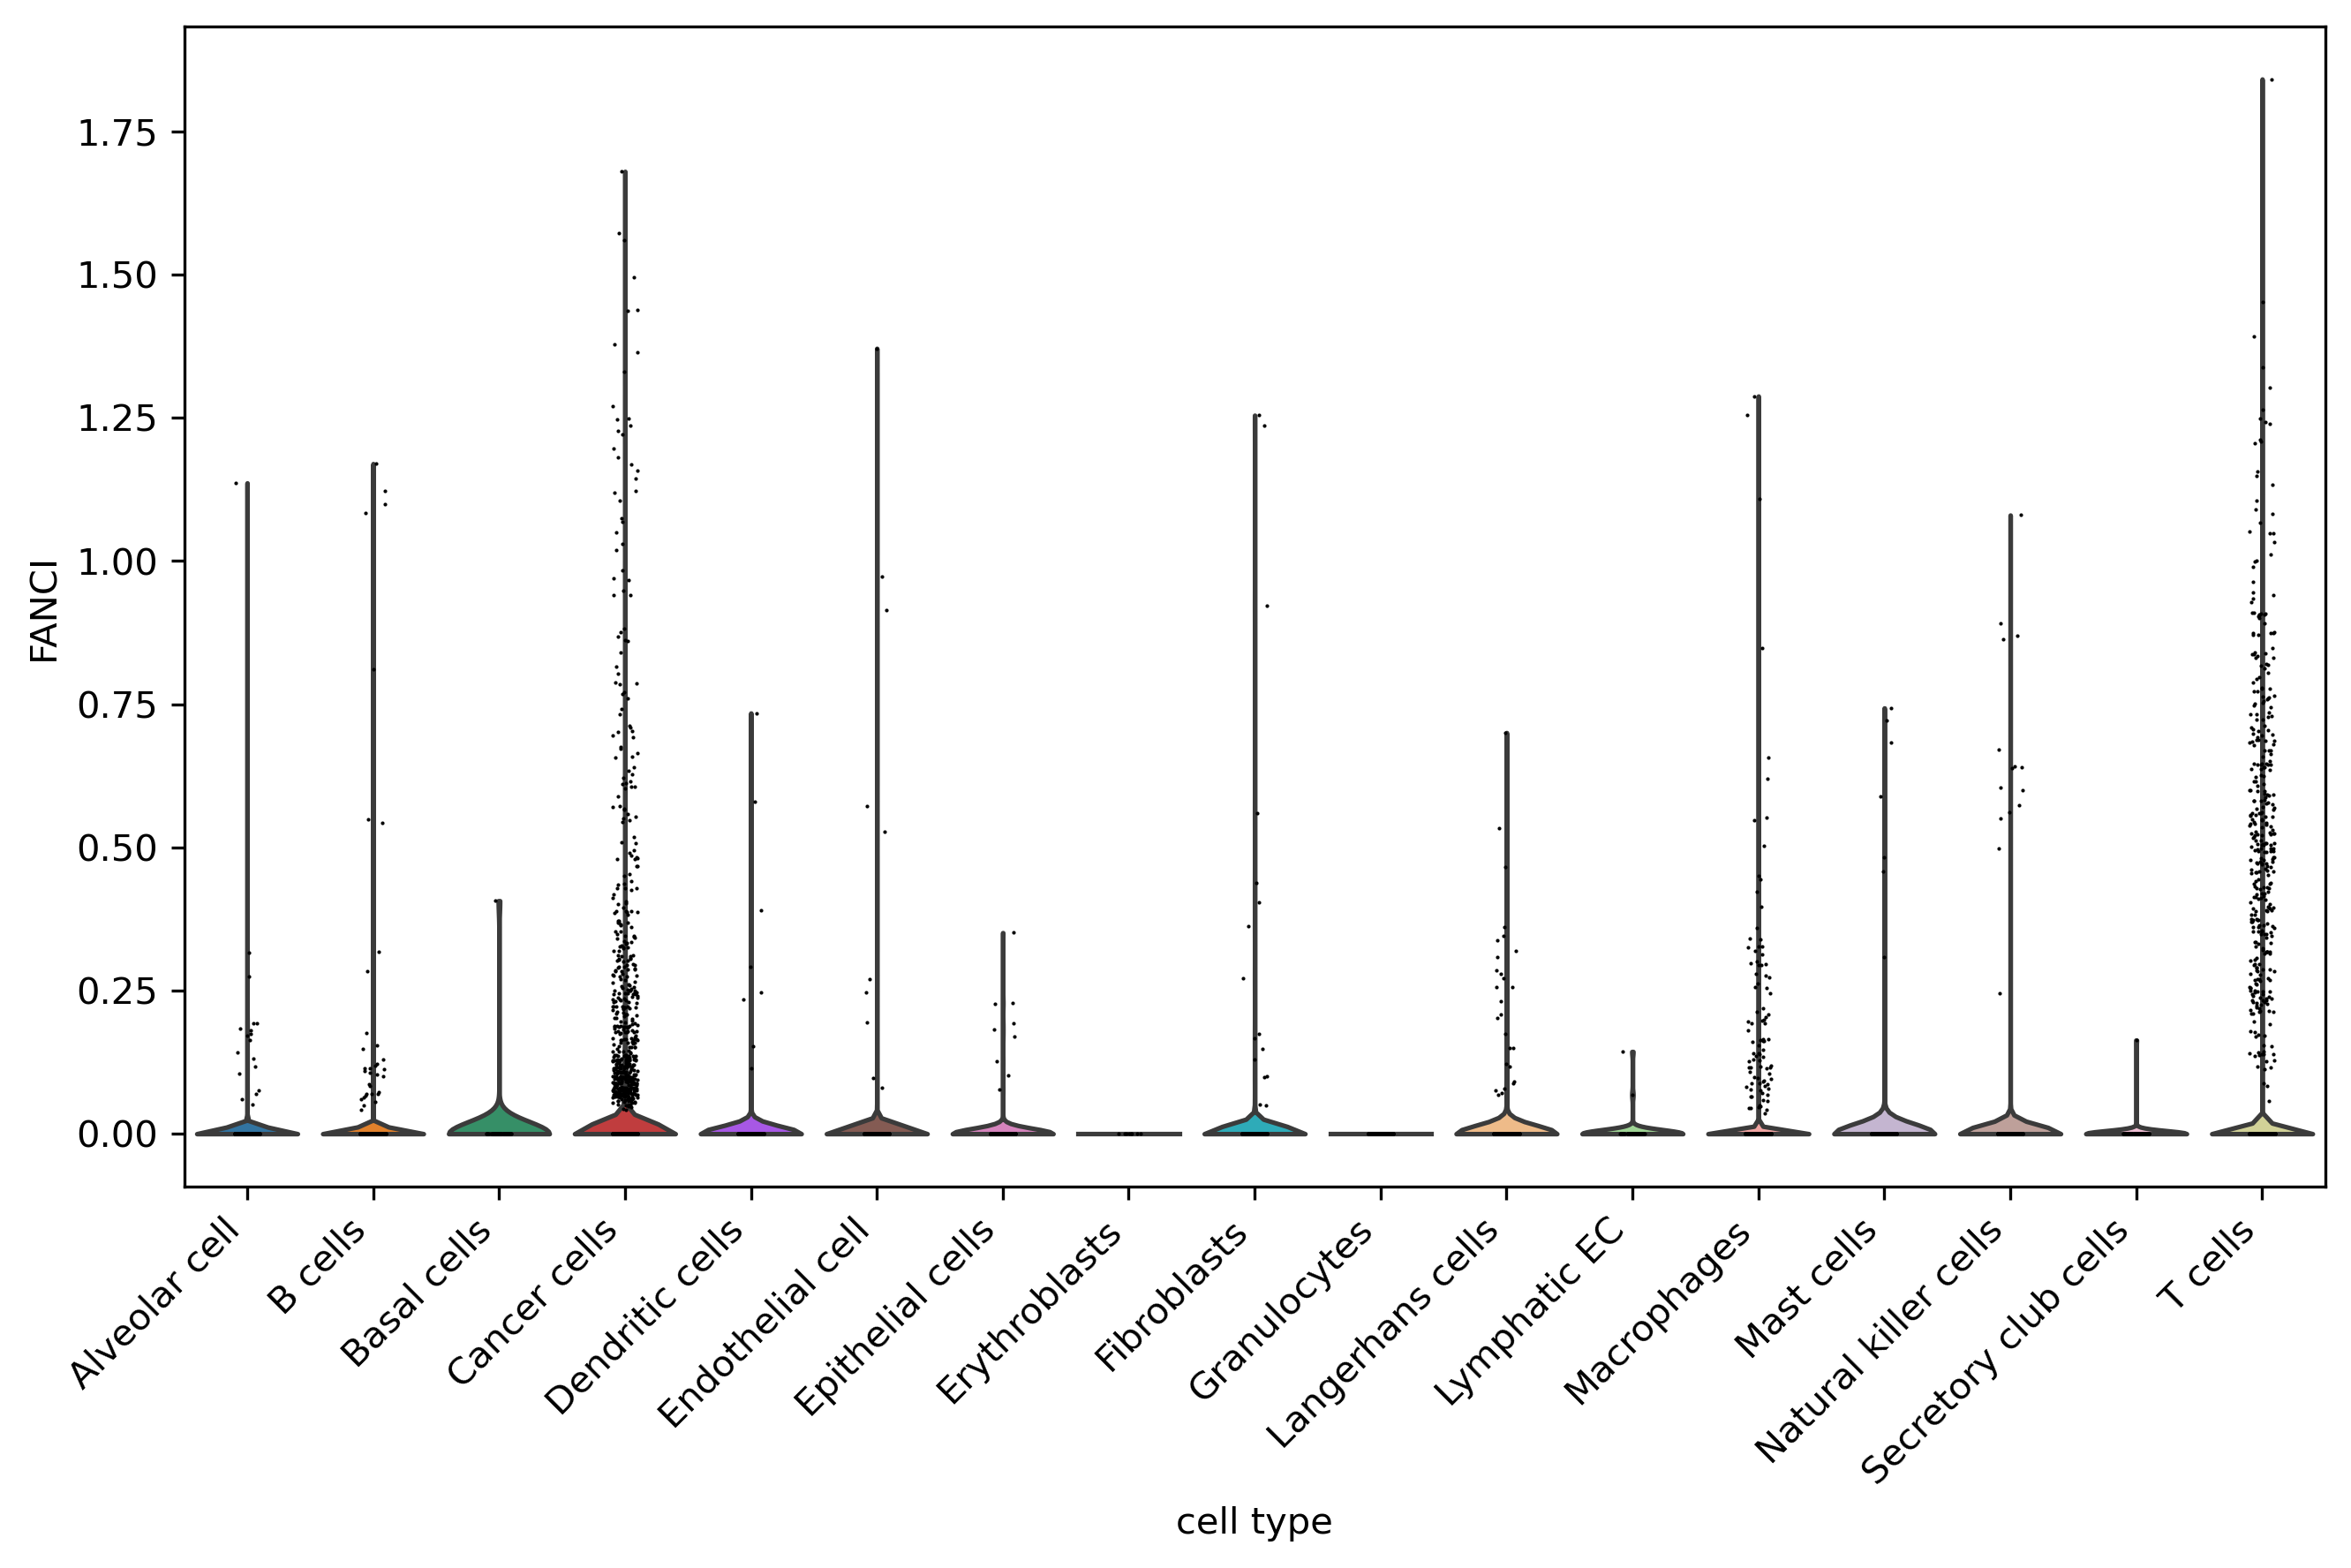 FANCI
1.75
1.50
1.25
1.00
0.75
0.50
0.25
0.00
Alveolar cell
B cells
Basal cells
Cancer cells
Dendritic cells
Endothelial cell
Epithelial cells
Erythroblasts
Fibroblasts
Granulocytes
Langerhans cells
Lymphatic EC
Macrophages
Mast cells
Natural killer cells
Secretory club cells
T cells
cell type